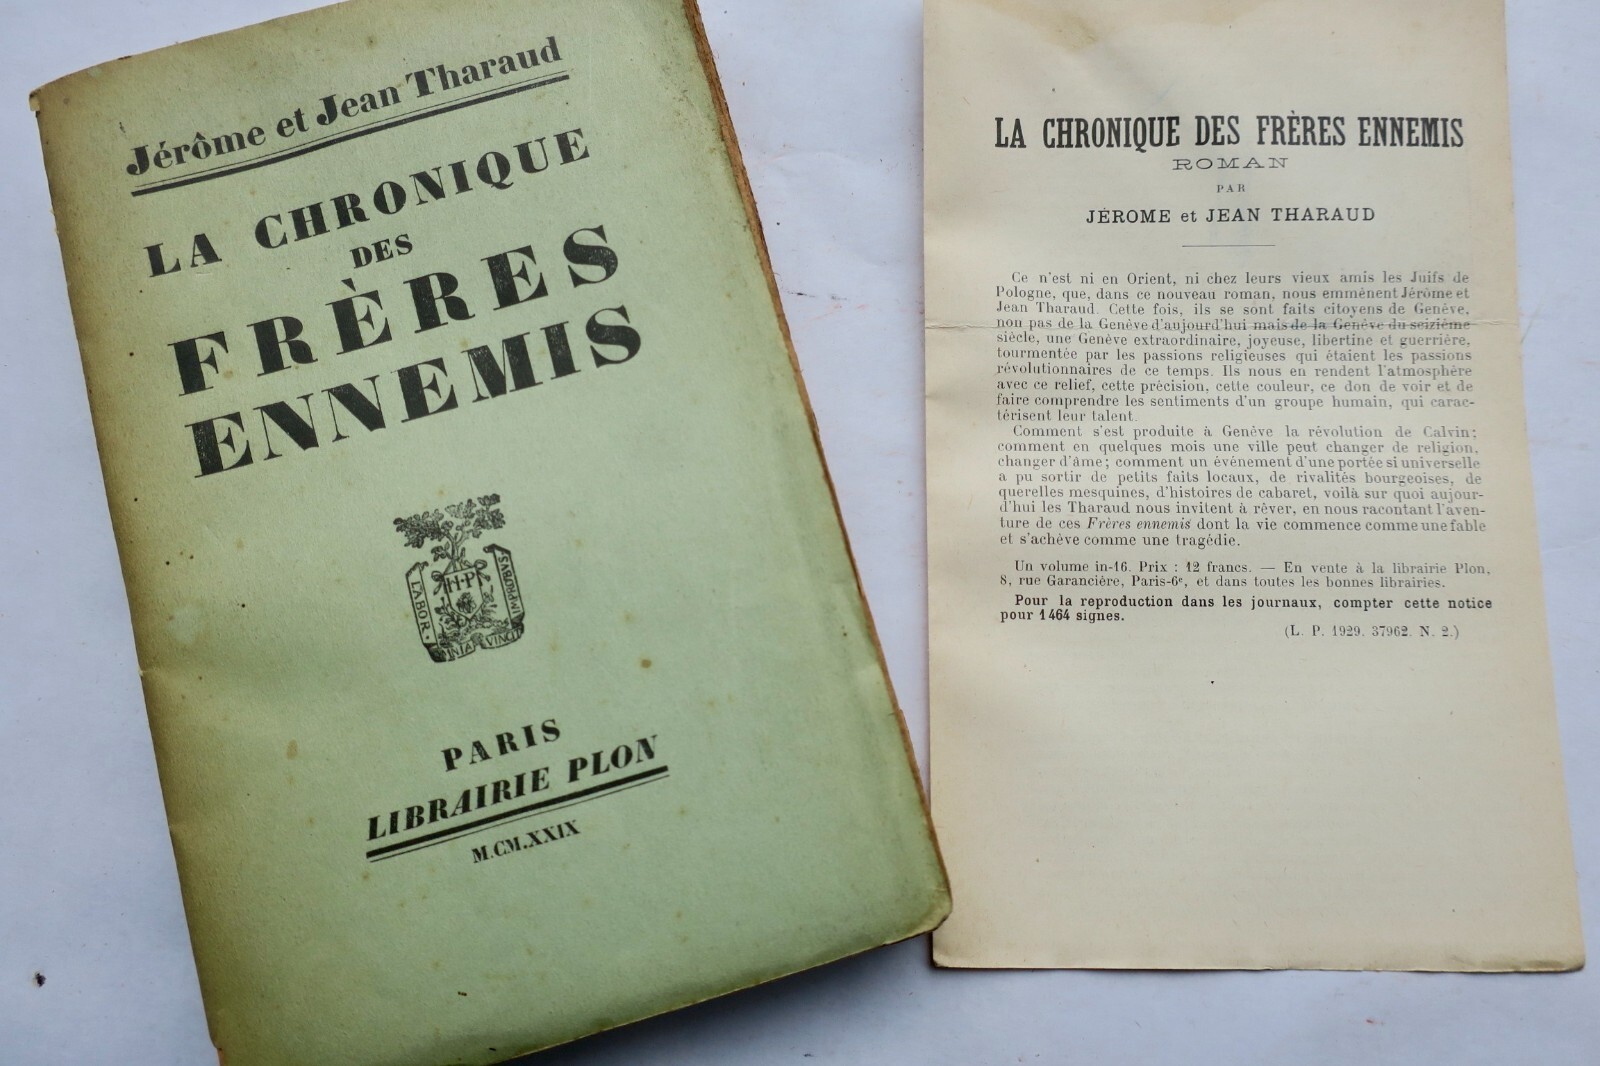 Jérôme et Jean Tharaud
LA CHRONIQUE
DES
FRÈRES
ENNEMIS
H·P
LABOR·
OMNIA VINCIT
IMPROBVS
PARIS
LIBRAIRIE PLON
M.CM.XXIX
LA CHRONIQUE DES FRÈRES ENNEMIS
ROMAN
PAR
JÉROME et JEAN THARAUD
Ce n'est ni en Orient, ni chez leurs vieux amis les Juifs de
Pologne, que, dans ce nouveau roman, nous emmènent Jérôme et
Jean Tharaud. Cette fois, ils se sont faits citoyens de Genève,
non pas de la Genève d'aujourd'hui mais de la Genève du seizième
siècle, une Genève extraordinaire, joyeuse, libertine et guerrière,
tourmentée par les passions religieuses qui étaient les passions
révolutionnaires de ce temps. Ils nous en rendent l'atmosphère
avec ce relief, cette précision, cette couleur, ce don de voir et de
faire comprendre les sentiments d'un groupe humain, qui carac-
térisent leur talent.
Comment s'est produite à Genève la révolution de Calvin;
comment en quelques mois une ville peut changer de religion,
changer d'âme; comment un événement d'une portée si universelle
a pu sortir de petits faits locaux, de rivalités bourgeoises, de
querelles mesquines, d'histoires de cabaret, voilà sur quoi aujour-
d'hui les Tharaud nous invitent à rêver, en nous racontant l'aven-
ture de ces Frères ennemis dont la vie commence comme une fable
et s'achève comme une tragédie.
Un volume in-16. Prix : 12 francs. — En vente à la librairie Plon,
8, rue Garancière, Paris-6e, et dans toutes les bonnes librairies.
Pour la reproduction dans les journaux, compter cette notice
pour 1464 signes.
(L. P. 1929. 37962. N. 2.)